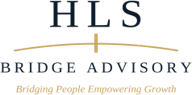 HLS
BRIDGE ADVISORY
Bridging People Empowering Growth